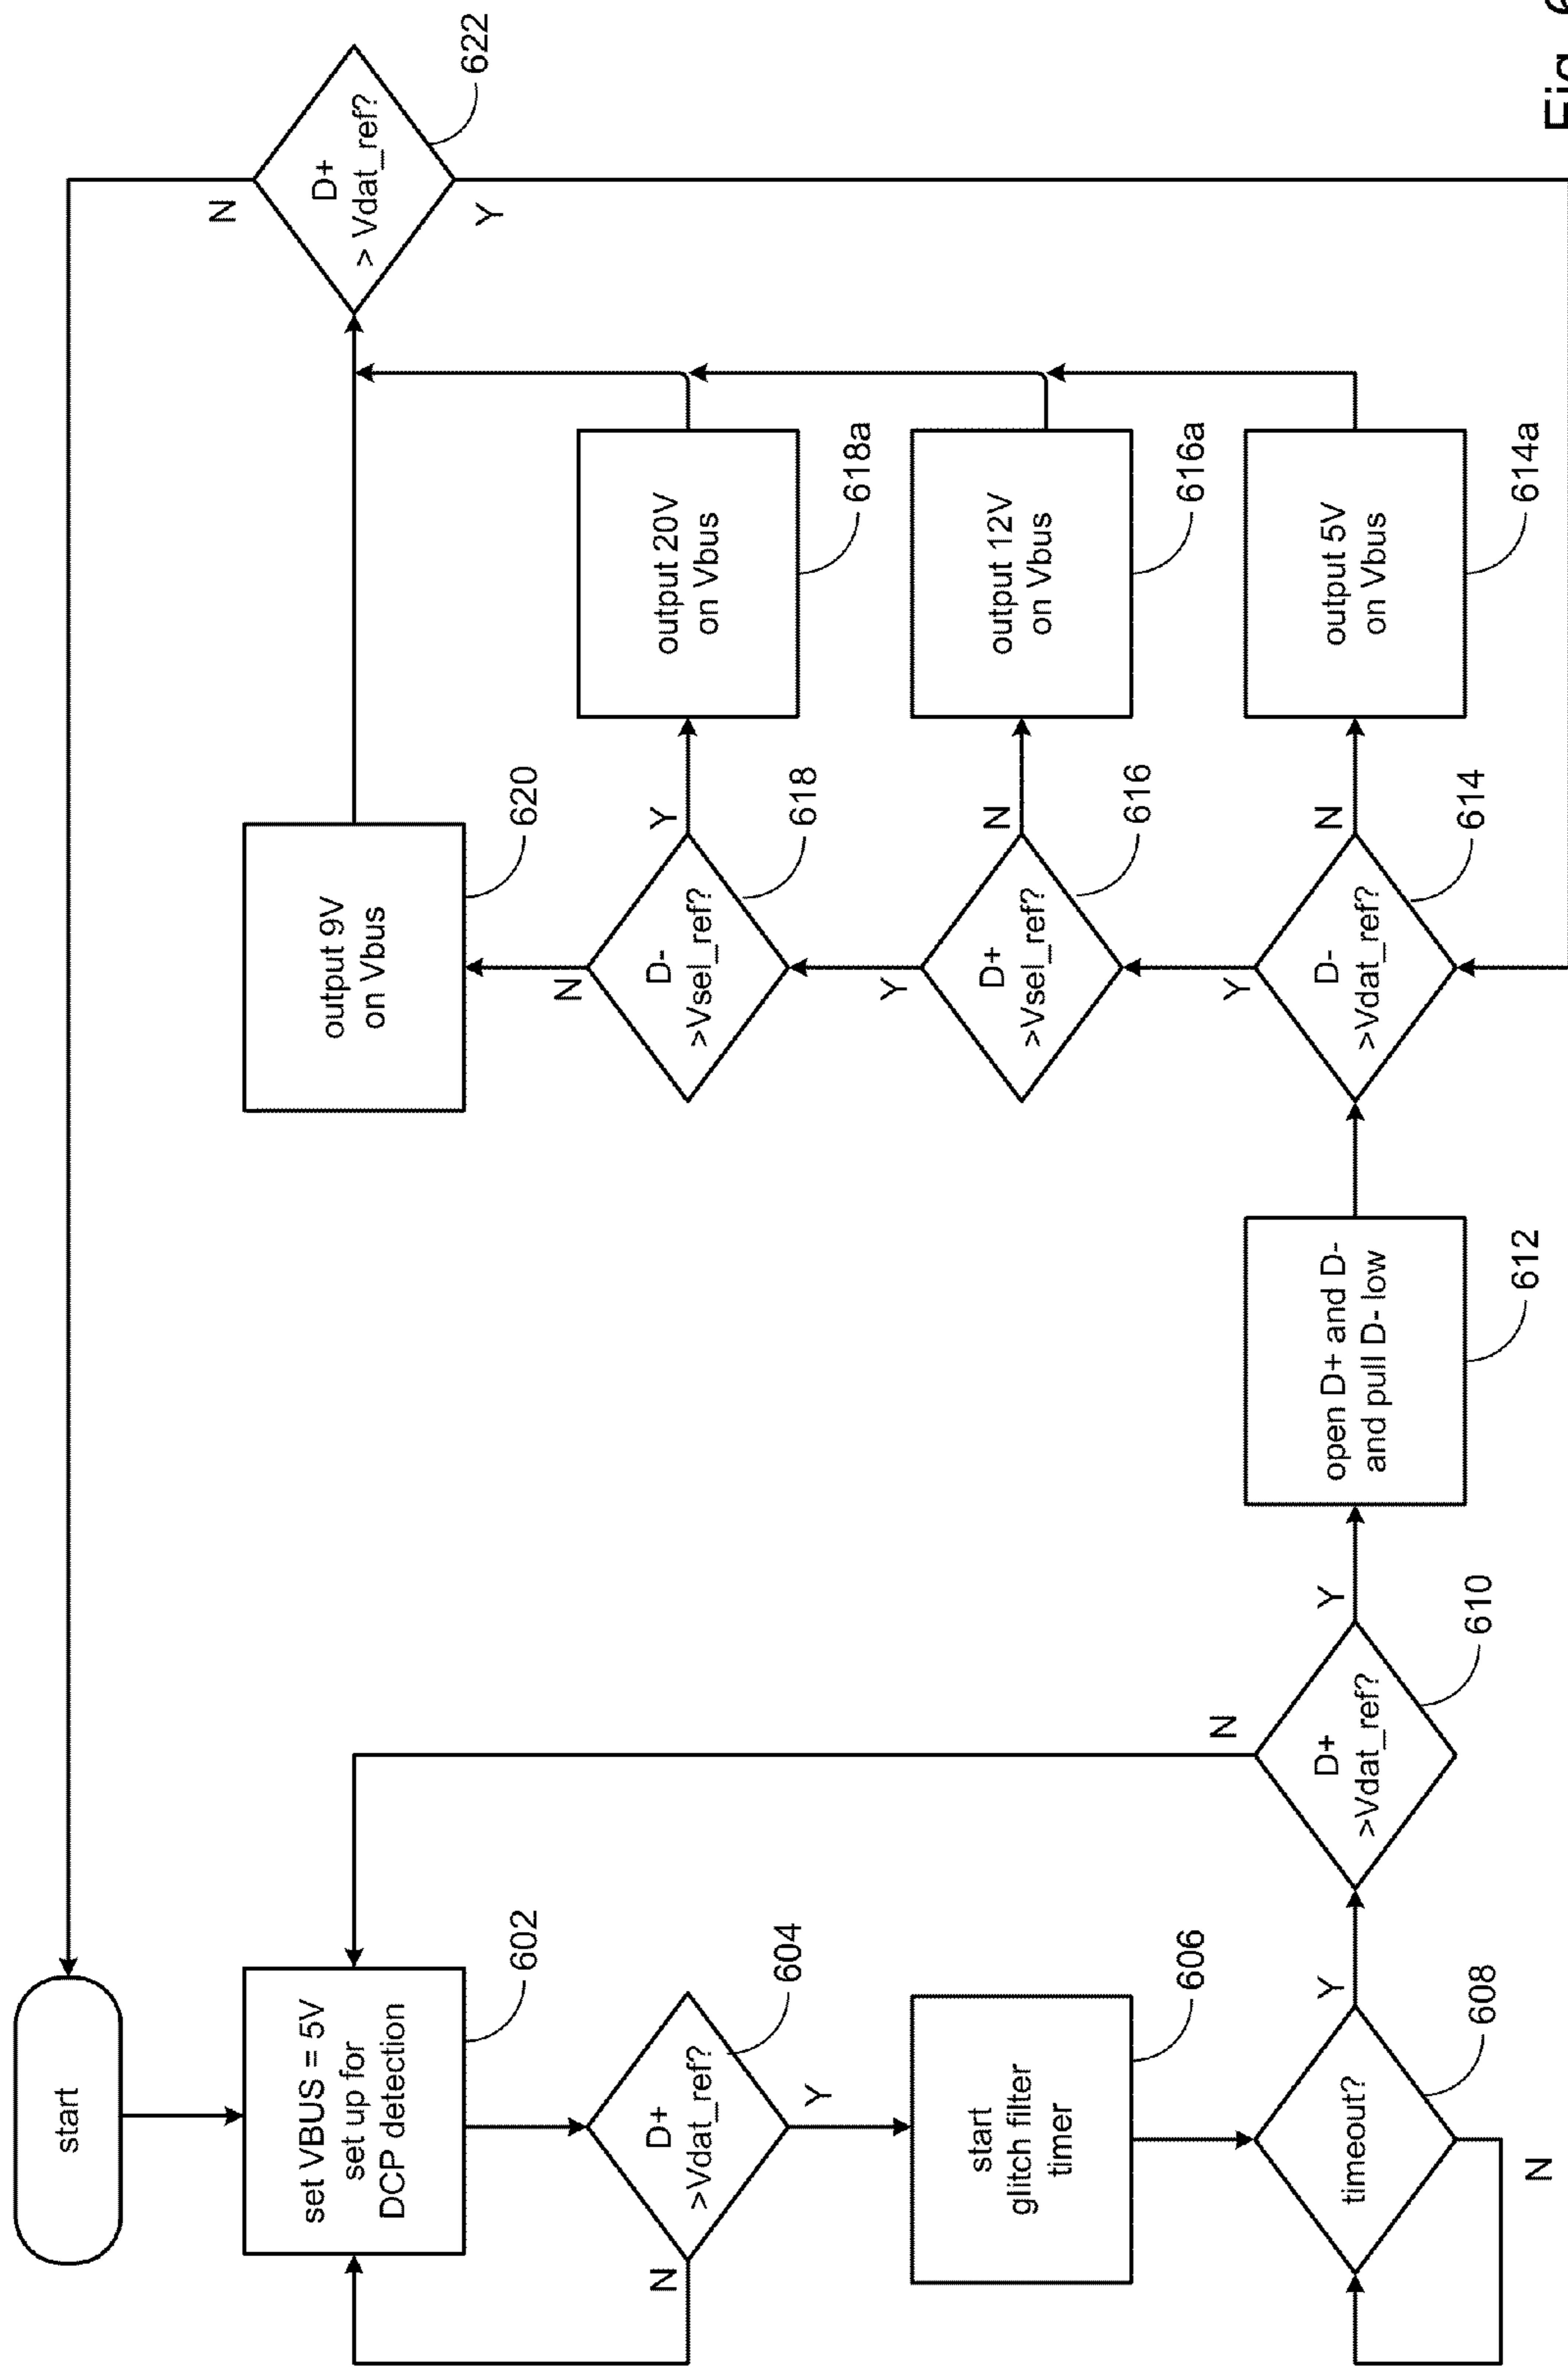 start
set VBUS = 5V
set up for
DCP detection
602
D+
>Vdat_ref?
604
N
Y
start
glitch filter
timer
606
timeout?
608
N
Y
D+
>Vdat_ref?
610
N
Y
open D+ and D-
and pull D- low
612
D-
>Vdat_ref?
614
Y
N
output 5V
on Vbus
614a
D+
>Vsel_ref?
616
Y
N
output 12V
on Vbus
616a
D-
>Vsel_ref?
618
N
Y
output 20V
on Vbus
618a
output 9V
on Vbus
620
D+
> Vdat_ref?
622
N
Y
Fig. 6